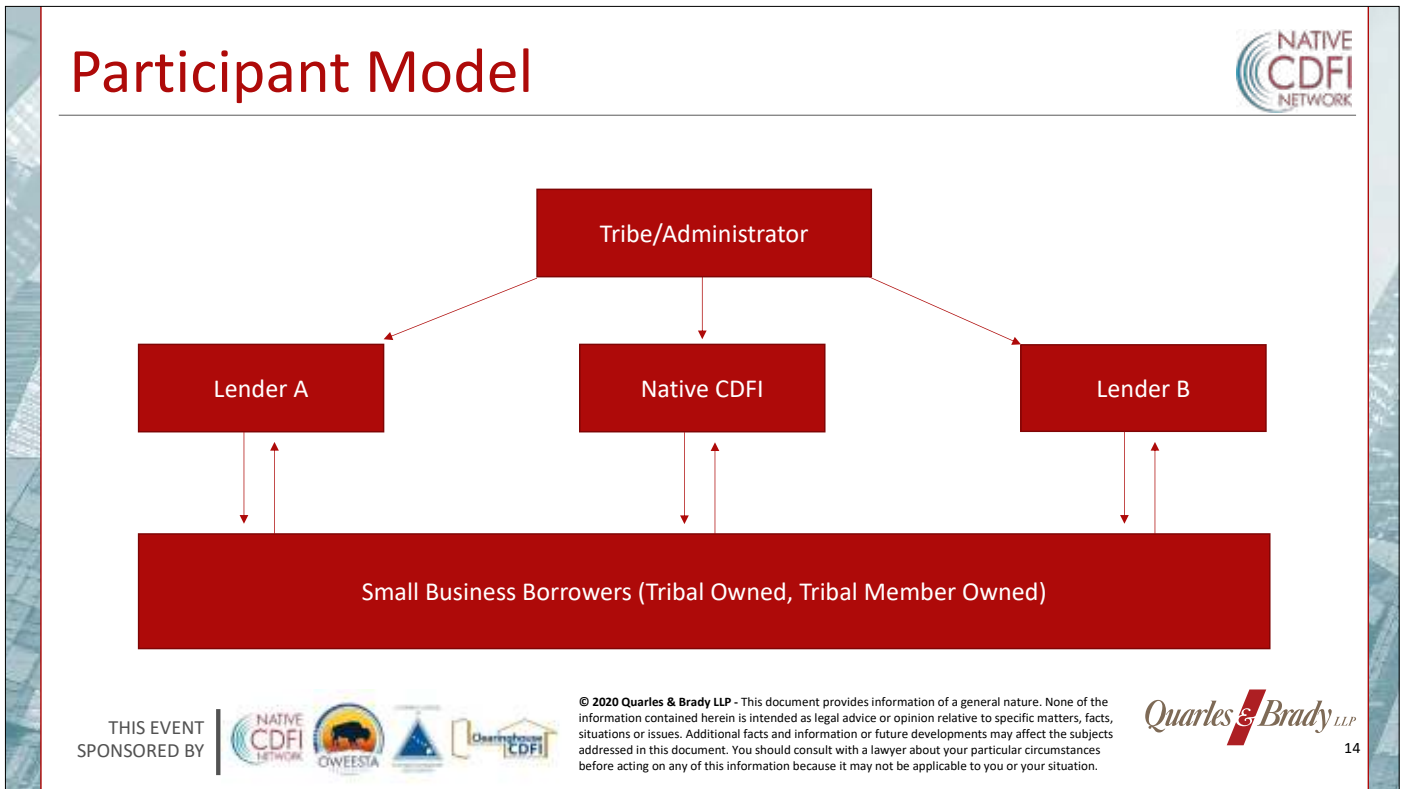 Participant Model
NATIVE
CDFI
NETWORK
Tribe/Administrator
Lender A
Native CDFI
Lender B
Small Business Borrowers (Tribal Owned, Tribal Member Owned)
THIS EVENT
SPONSORED BY
NATIVE
CDFI
NETWORK
OWEESTA
Clearinghouse
CDFI
© 2020 Quarles & Brady LLP - This document provides information of a general nature. None of the
information contained herein is intended as legal advice or opinion relative to specific matters, facts,
situations or issues. Additional facts and information or future developments may affect the subjects
addressed in this document. You should consult with a lawyer about your particular circumstances
before acting on any of this information because it may not be applicable to you or your situation.
Quarles & Brady LLP
14